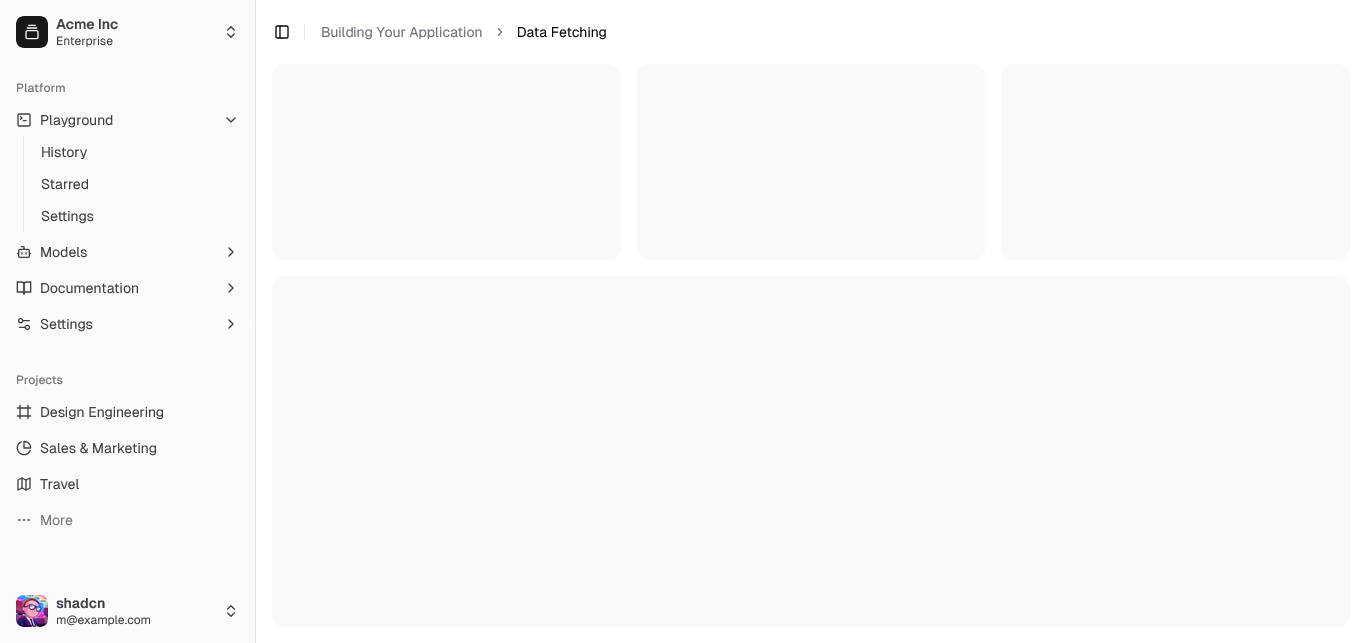 Acme Inc
Enterprise
Building Your Application
Data Fetching
Platform
Playground
History
Starred
Settings
Models
Documentation
Settings
Projects
Design Engineering
Sales & Marketing
Travel
More
shadcn
m@example.com